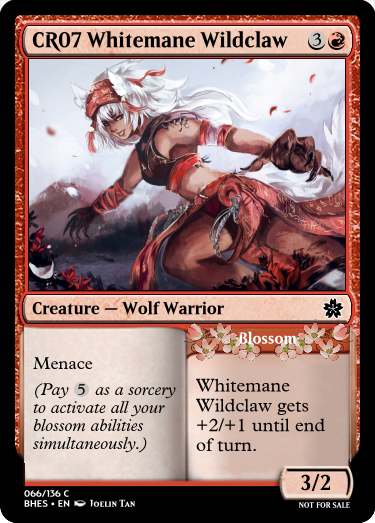 CR07 Whitemane Wildclaw 3
Creature — Wolf Warrior
Blossom
Menace
(Pay 5 as a sorcery
to activate all your
blossom abilities
simultaneously.)
Whitemane
Wildclaw gets
+2/+1 until end
of turn.
3/2
066/136 C
BHES • EN Joelin Tan
NOT FOR SALE